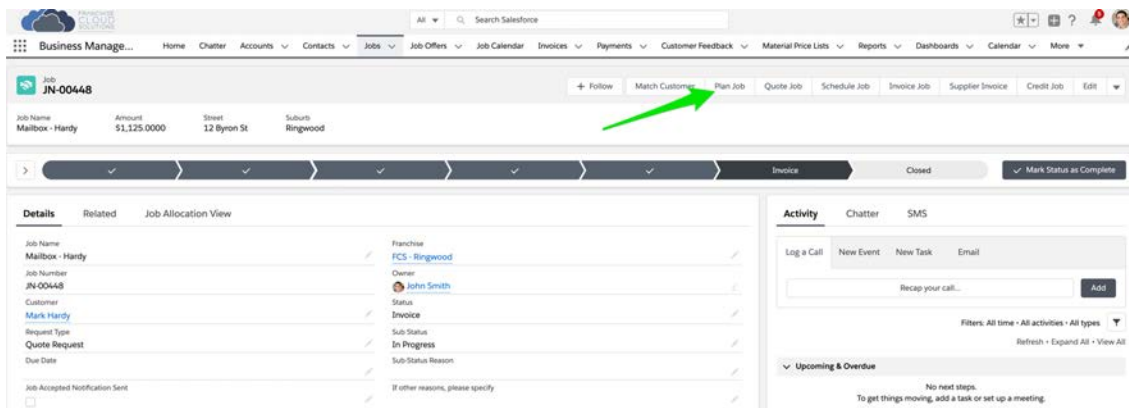 FRANCHISE
CLOUD
SOLUTIONS
All Search Salesforce
Business Manage... Home Chatter Accounts Contacts Jobs Job Offers Job Calendar Invoices Payments Customer Feedback Material Price Lists Reports Dashboards Calendar More
Job
JN-00448
+ Follow Match Customer Plan Job Quote Job Schedule Job Invoice Job Supplier Invoice Credit Job Edit
Job Name Amount Street Suburb
Mailbox - Hardy $1,125.0000 12 Byron St Ringwood
Invoice Closed Mark Status as Complete
Details Related Job Allocation View
Job Name
Mailbox - Hardy
Job Number
JN-00448
Customer
Mark Hardy
Request Type
Quote Request
Due Date
Job Accepted Notification Sent
Franchise
FCS - Ringwood
Owner
John Smith
Status
Invoice
Sub Status
In Progress
Sub-Status Reason
If other reasons, please specify
Activity Chatter SMS
Log a Call New Event New Task Email
Recap your call... Add
Filters: All time • All activities • All types
Refresh • Expand All • View All
Upcoming & Overdue
No next steps.
To get things moving, add a task or set up a meeting.